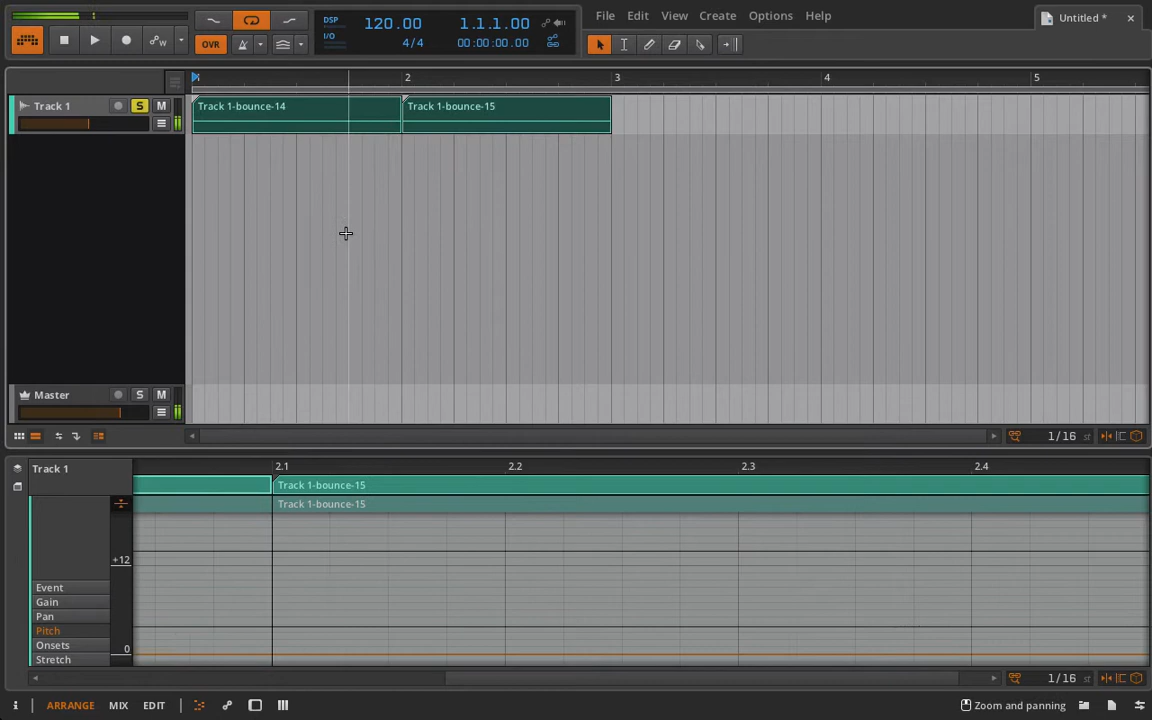 DSP
I/O
120.00
4/4
1.1.1.00
00:00:00.00
OVR
File Edit View Create Options Help
Untitled *
2 3 4 5
Track 1 S M
Track 1-bounce-14
Track 1-bounce-15
Master S M
1/16 st
Track 1
2.1 2.2 2.3 2.4
Track 1-bounce-15
Track 1-bounce-15
+12
0
Event
Gain
Pan
Pitch
Onsets
Stretch
1/16 st
i ARRANGE MIX EDIT
Zoom and panning